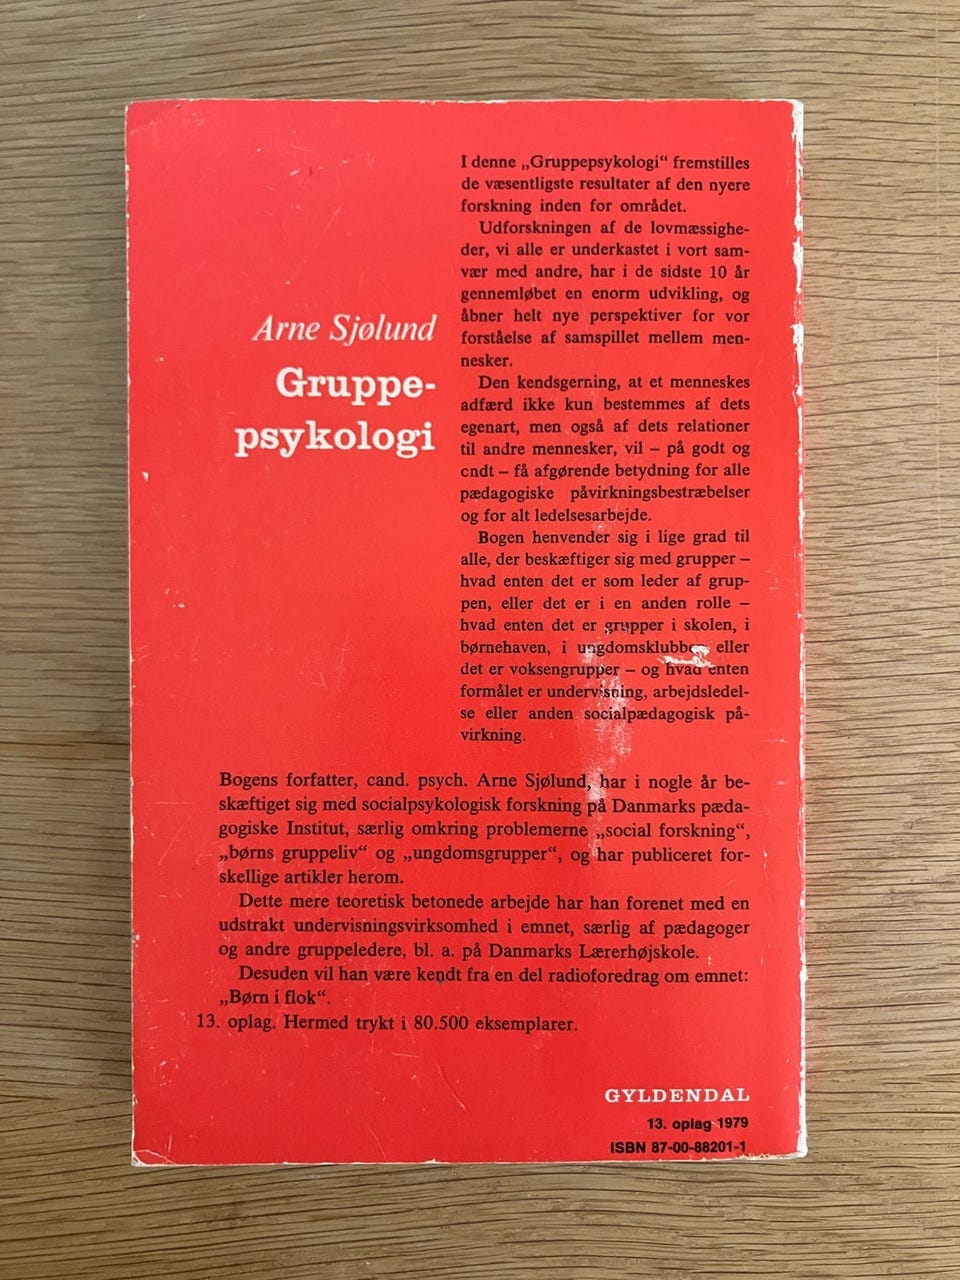 Arne Sjølund
Gruppe-
psykologi
I denne „Gruppepsykologi“ fremstilles
de væsentligste resultater af den nyere
forskning inden for området.
Udforskningen af de lovmæssighe-
der, vi alle er underkastet i vort sam-
vær med andre, har i de sidste 10 år
gennemløbet en enorm udvikling, og
åbner helt nye perspektiver for vor
forståelse af samspillet mellem men-
nesker.
Den kendsgerning, at et menneskes
adfærd ikke kun bestemmes af dets
egenart, men også af dets relationer
til andre mennesker, vil – på godt og
ondt – få afgørende betydning for alle
pædagogiske påvirkningsbestræbelser
og for alt ledelsesarbejde.
Bogen henvender sig i lige grad til
alle, der beskæftiger sig med grupper –
hvad enten det er som leder af grup-
pen, eller det er i en anden rolle –
hvad enten det er grupper i skolen, i
børnehaven, i ungdomsklubben eller
det er voksengrupper – og hvad enten
formålet er undervisning, arbejdsledel-
se eller anden socialpædagogisk på-
virkning.
Bogens forfatter, cand. psych. Arne Sjølund, har i nogle år be-
skæftiget sig med socialpsykologisk forskning på Danmarks pæda-
gogiske Institut, særlig omkring problemerne „social forskning“,
„børns gruppeliv“ og „ungdomsgrupper“, og har publiceret for-
skellige artikler herom.
Dette mere teoretisk betonede arbejde har han forenet med en
udstrakt undervisningsvirksomhed i emnet, særlig af pædagoger
og andre gruppeledere, bl. a. på Danmarks Lærerhøjskole.
Desuden vil han være kendt fra en del radioforedrag om emnet:
„Børn i flok“.
13. oplag. Hermed trykt i 80.500 eksemplarer.
GYLDENDAL
13. oplag 1979
ISBN 87-00-88201-1